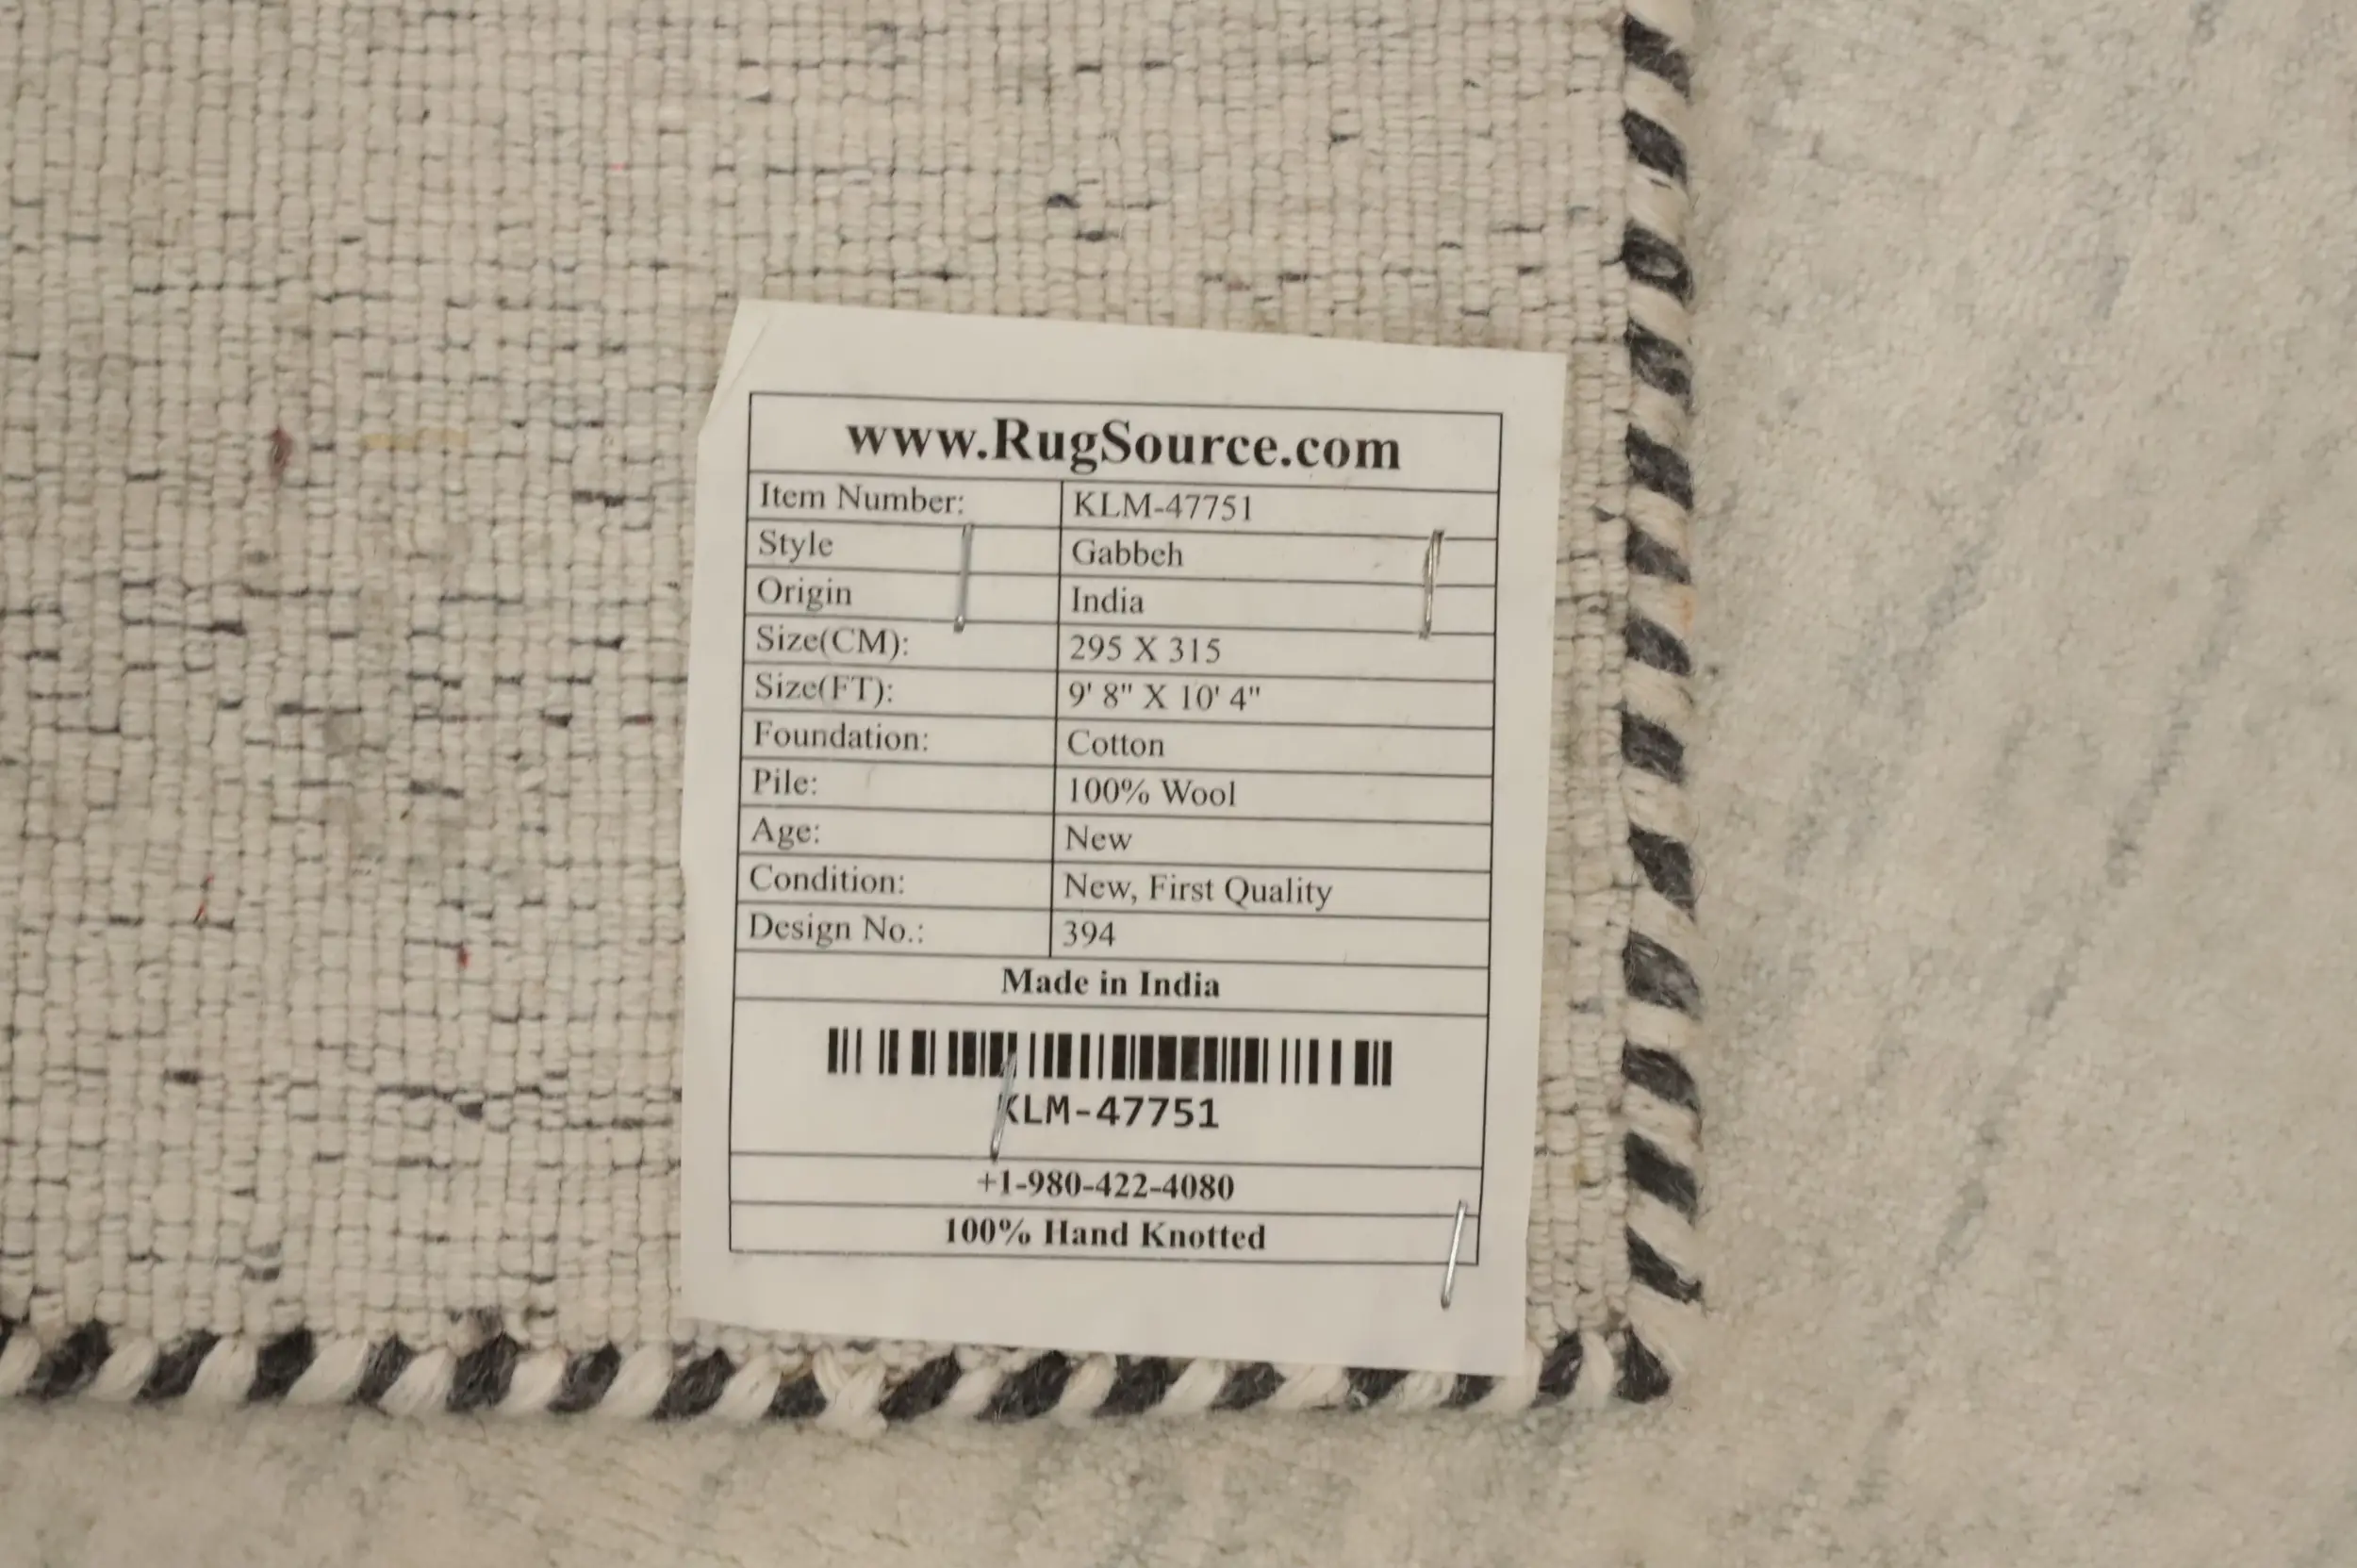 www.RugSource.com
Item Number: KLM-47751
Style Gabbeh
Origin India
Size(CM): 295 X 315
Size(FT): 9' 8" X 10' 4"
Foundation: Cotton
Pile: 100% Wool
Age: New
Condition: New, First Quality
Design No.: 394
Made in India
KLM-47751
+1-980-422-4080
100% Hand Knotted